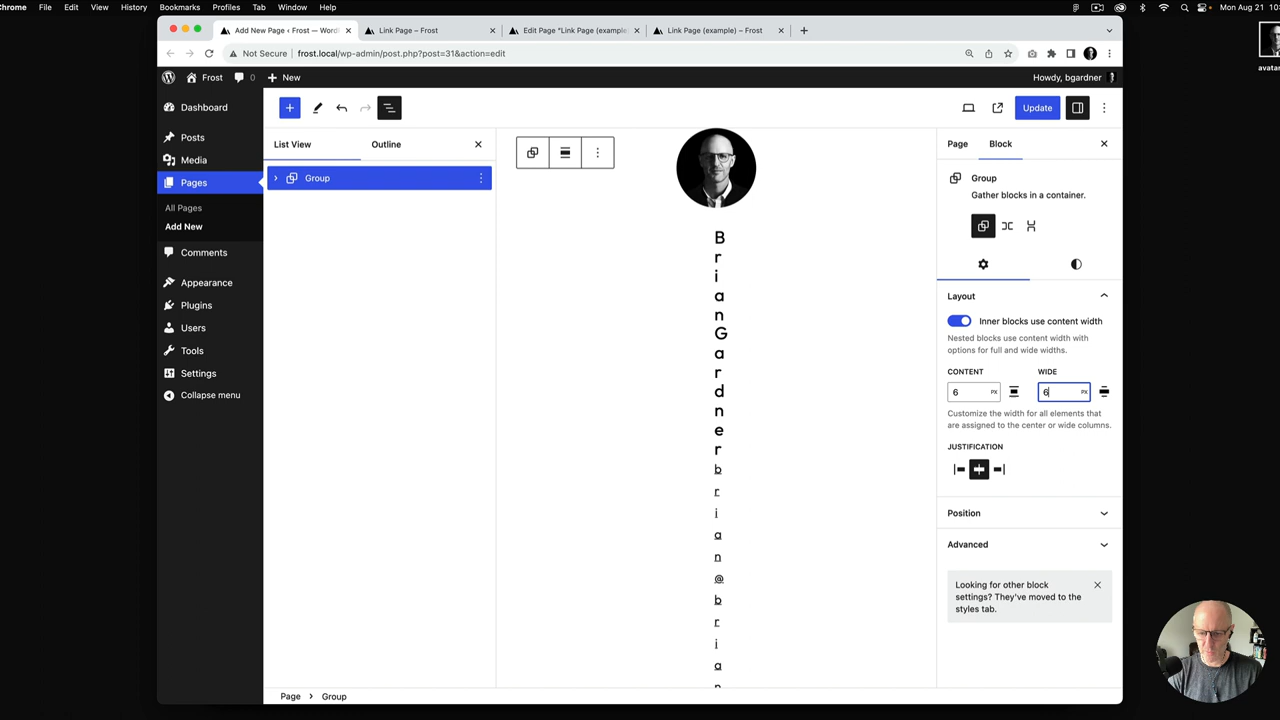 Chrome File Edit View History Bookmarks Profiles Tab Window Help
Mon Aug 21
Add New Page ‹ Frost — Word
Link Page – Frost
Edit Page "Link Page (example
Link Page (example) – Frost
Not Secure frost.local/wp-admin/post.php?post=31&action=edit
avatar
Frost 0 New
Howdy, bgardner
Dashboard
Posts
Media
Pages
All Pages
Add New
Comments
Appearance
Plugins
Users
Tools
Settings
Collapse menu
Update
List View Outline
Group
B
r
i
a
n
G
a
r
d
n
e
r
b
r
i
a
n
@
b
r
i
a
n
Page Block
Group
Gather blocks in a container.
Layout
Inner blocks use content width
Nested blocks use content width with
options for full and wide widths.
CONTENT WIDE
6 PX 6 PX
Customize the width for all elements that
are assigned to the center or wide columns.
JUSTIFICATION
Position
Advanced
Looking for other block
settings? They've moved to the
styles tab.
Page › Group